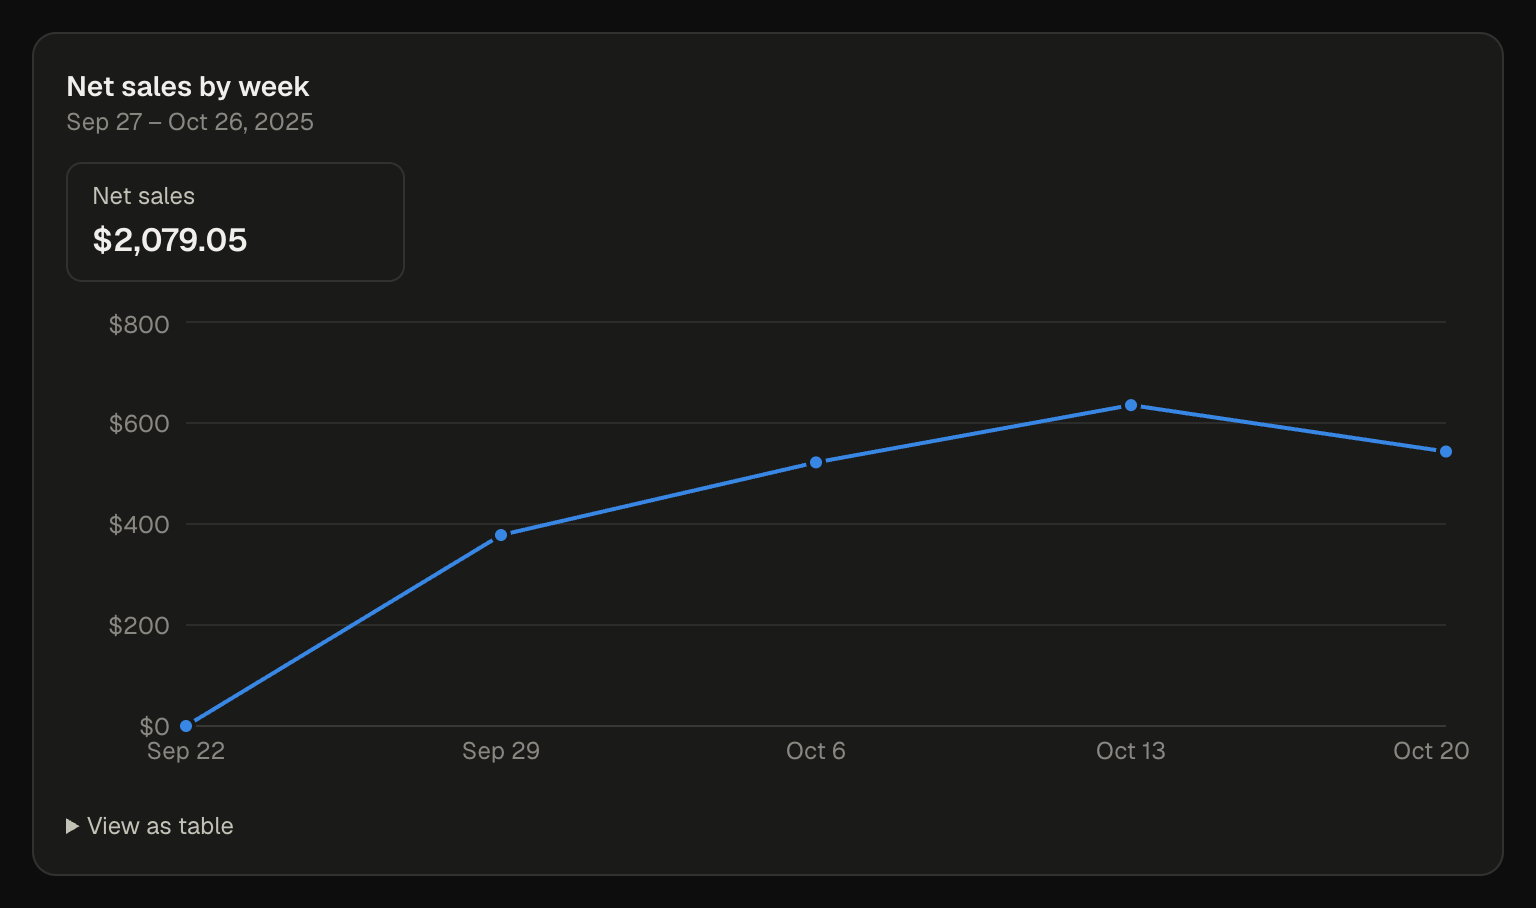 Net sales by week
Sep 27 – Oct 26, 2025
Net sales
$2,079.05
$800
$600
$400
$200
$0
Sep 22 Sep 29 Oct 6 Oct 13 Oct 20
View as table